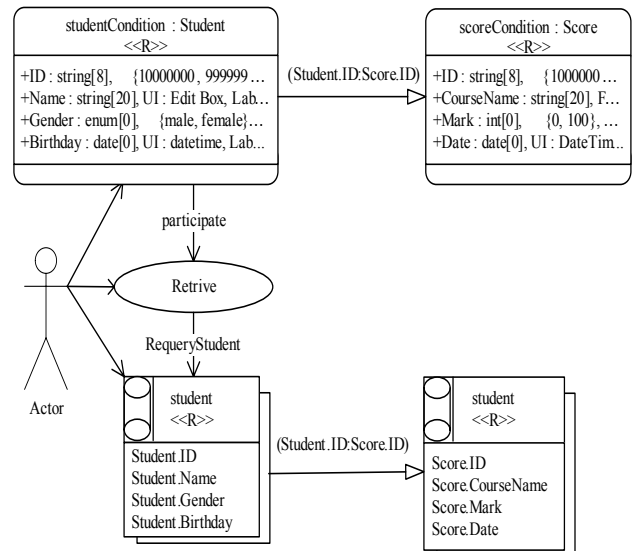 studentCondition : Student
<<R>>
+ID : string[8], {10000000, 999999...
+Name : string[20], UI : Edit Box, Lab...
+Gender : enum[0], {male, female}...
+Birthday : date[0], UI : datetime, Lab...
(Student.ID:Score.ID)
scoreCondition : Score
<<R>>
+ID : string[8], {1000000...
+CourseName : string[20], F...
+Mark : int[0], {0, 100}, ...
+Date : date[0], UI : DateTim...
participate
Retrive
RequeryStudent
Actor
student
<<R>>
Student.ID
Student.Name
Student.Gender
Student.Birthday
(Student.ID:Score.ID)
student
<<R>>
Score.ID
Score.CourseName
Score.Mark
Score.Date